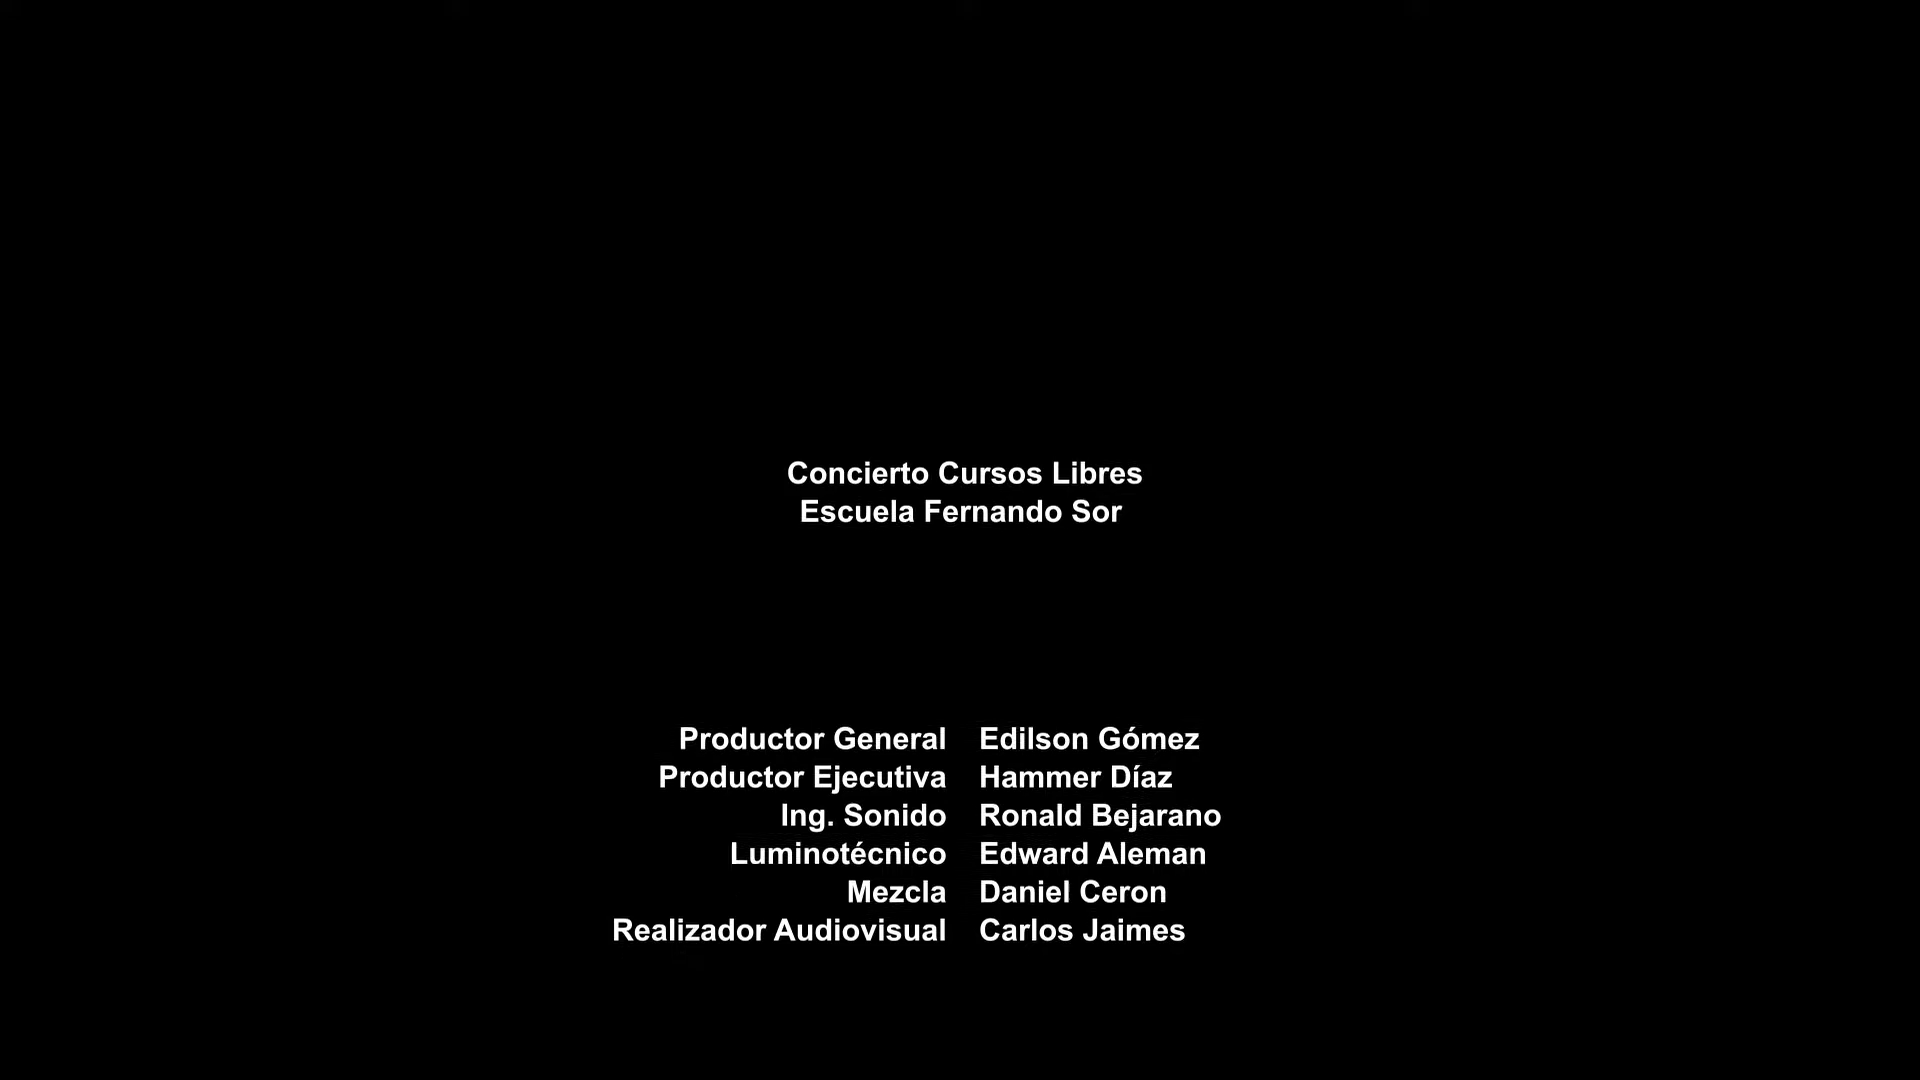 Concierto Cursos Libres
Escuela Fernando Sor
Productor General Edilson Gómez
Productor Ejecutiva Hammer Díaz
Ing. Sonido Ronald Bejarano
Luminotécnico Edward Aleman
Mezcla Daniel Ceron
Realizador Audiovisual Carlos Jaimes